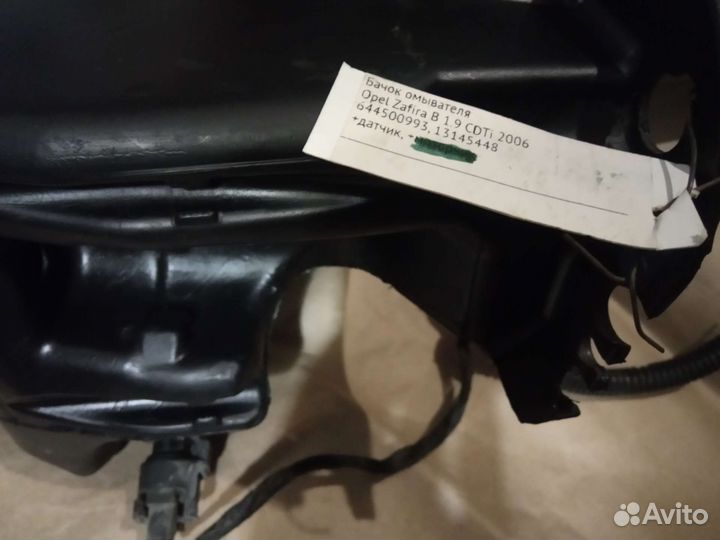 Бачок омывателя
Opel Zafira B 1.9 CDTi 2006
644500993, 13145448
+датчик, +
Avito